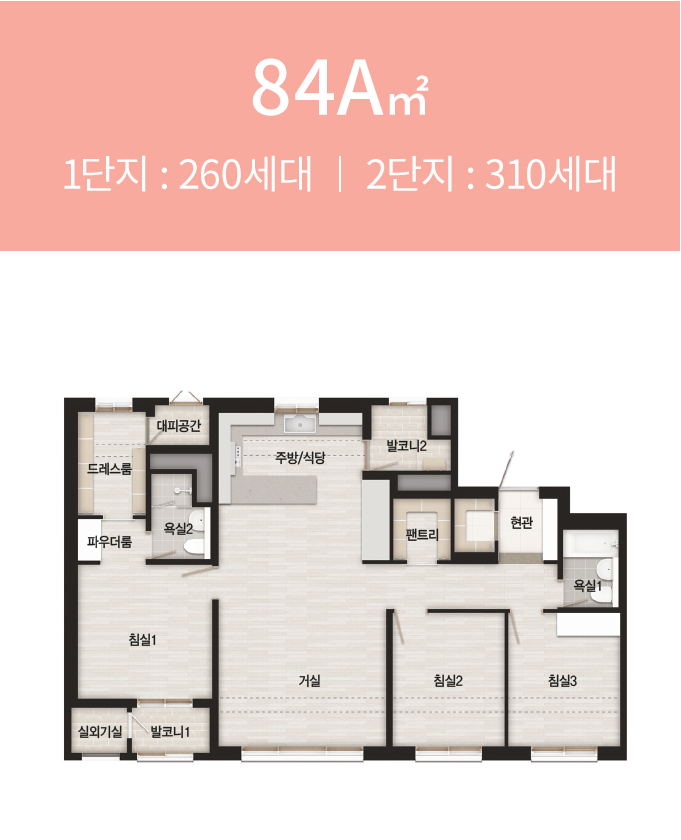 84A㎡
1단지 : 260세대 | 2단지 : 310세대
대피공간
발코니2
주방/식당
드레스룸
욕실2
팬트리
현관
파우더룸
욕실1
침실1
거실
침실2
침실3
실외기실
발코니1